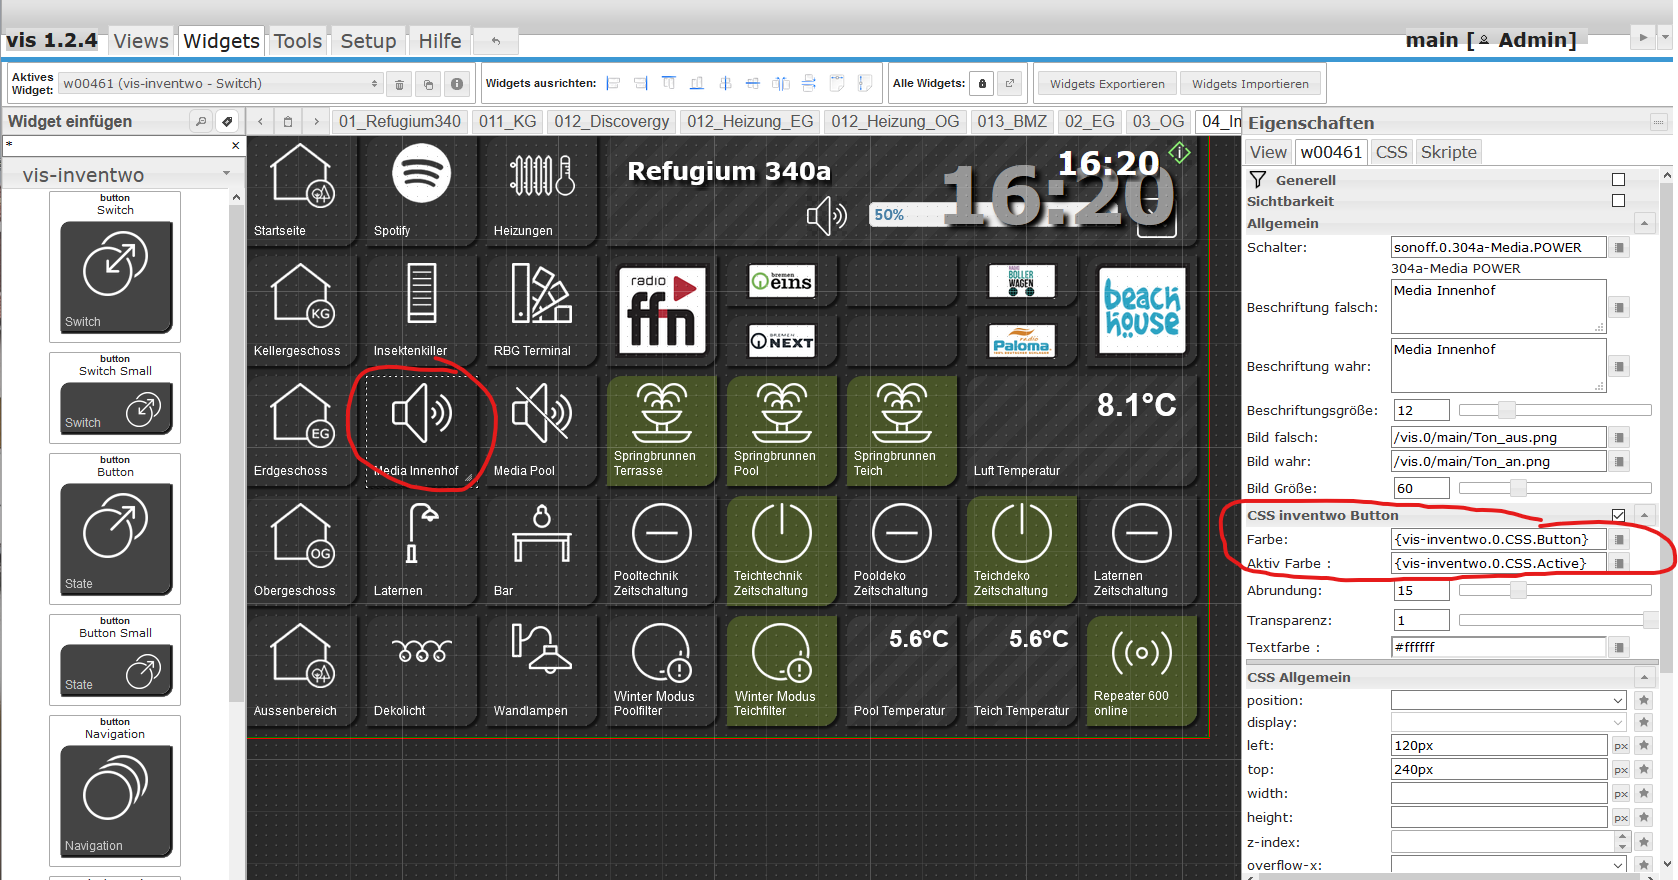 vis 1.2.4 Views Widgets Tools Setup Hilfe
main [ Admin]
Aktives Widget: w00461 (vis-inventwo - Switch)
Widgets ausrichten:
Alle Widgets:
Widgets Exportieren Widgets Importieren
Widget einfügen
* ×
vis-inventwo
button
Switch
Switch
button
Switch Small
Switch
button
Button
State
button
Button Small
State
button
Navigation
Navigation
01_Refugium340 011_KG 012_Discovergy 012_Heizung_EG 012_Heizung_OG 013_BMZ 02_EG 03_OG 04_In
Startseite Spotify Heizungen
Refugium 340a
16:20
16:20
50%
KG
Kellergeschoss Insektenkiller RBG Terminal
radio
ffn
bremen
eins
BREMEN
NEXT
BOLLER
WAGEN
radio
Paloma
beach
house
EG
Erdgeschoss Media Innenhof Media Pool
Springbrunnen
Terrasse
Springbrunnen
Pool
Springbrunnen
Teich
8.1°C
Luft Temperatur
OG
Obergeschoss Laternen Bar
Pooltechnik
Zeitschaltung
Teichtechnik
Zeitschaltung
Pooldeko
Zeitschaltung
Teichdeko
Zeitschaltung
Laternen
Zeitschaltung
Aussenbereich Dekolicht Wandlampen
Winter Modus
Poolfilter
Winter Modus
Teichfilter
5.6°C
Pool Temperatur
5.6°C
Teich Temperatur
Repeater 600
online
Eigenschaften
View w00461 CSS Skripte
Generell
Sichtbarkeit
Allgemein
Schalter: sonoff.0.304a-Media.POWER
304a-Media POWER
Beschriftung falsch: Media Innenhof
Beschriftung wahr: Media Innenhof
Beschriftungsgröße: 12
Bild falsch: /vis.0/main/Ton_aus.png
Bild wahr: /vis.0/main/Ton_an.png
Bild Größe: 60
CSS inventwo Button
Farbe: {vis-inventwo.0.CSS.Button}
Aktiv Farbe : {vis-inventwo.0.CSS.Active}
Abrundung: 15
Transparenz: 1
Textfarbe : #ffffff
CSS Allgemein
position:
display:
left: 120px px
top: 240px px
width: px
height: px
z-index:
overflow-x: